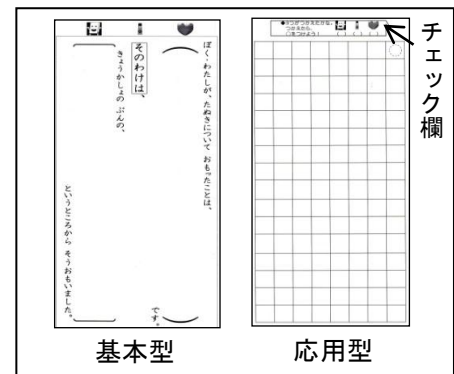 ぼく・わたしが、たぬきについて おもったことは、
です。
そのわけは、
きょうかしょの ぶんの、
というところから そうおもいました。
基本型
チェック欄
応用型